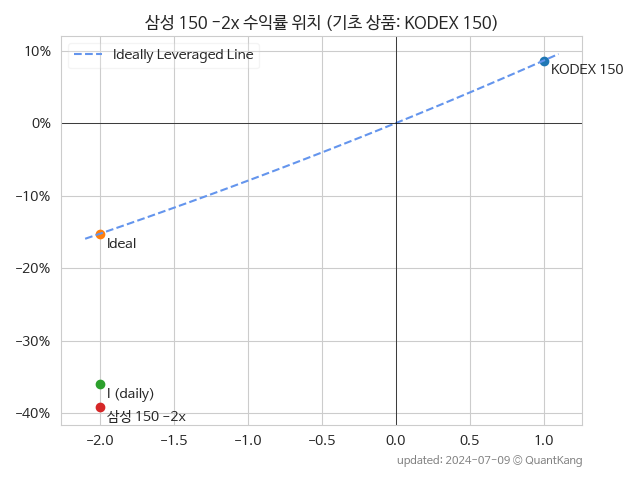 삼성 150 -2x 수익률 위치 (기초 상품: KODEX 150)
Ideally Leveraged Line
10%
0%
-10%
-20%
-30%
-40%
KODEX 150
Ideal
I (daily)
삼성 150 -2x
-2.0 -1.5 -1.0 -0.5 0.0 0.5 1.0
updated: 2024-07-09 © QuantKang